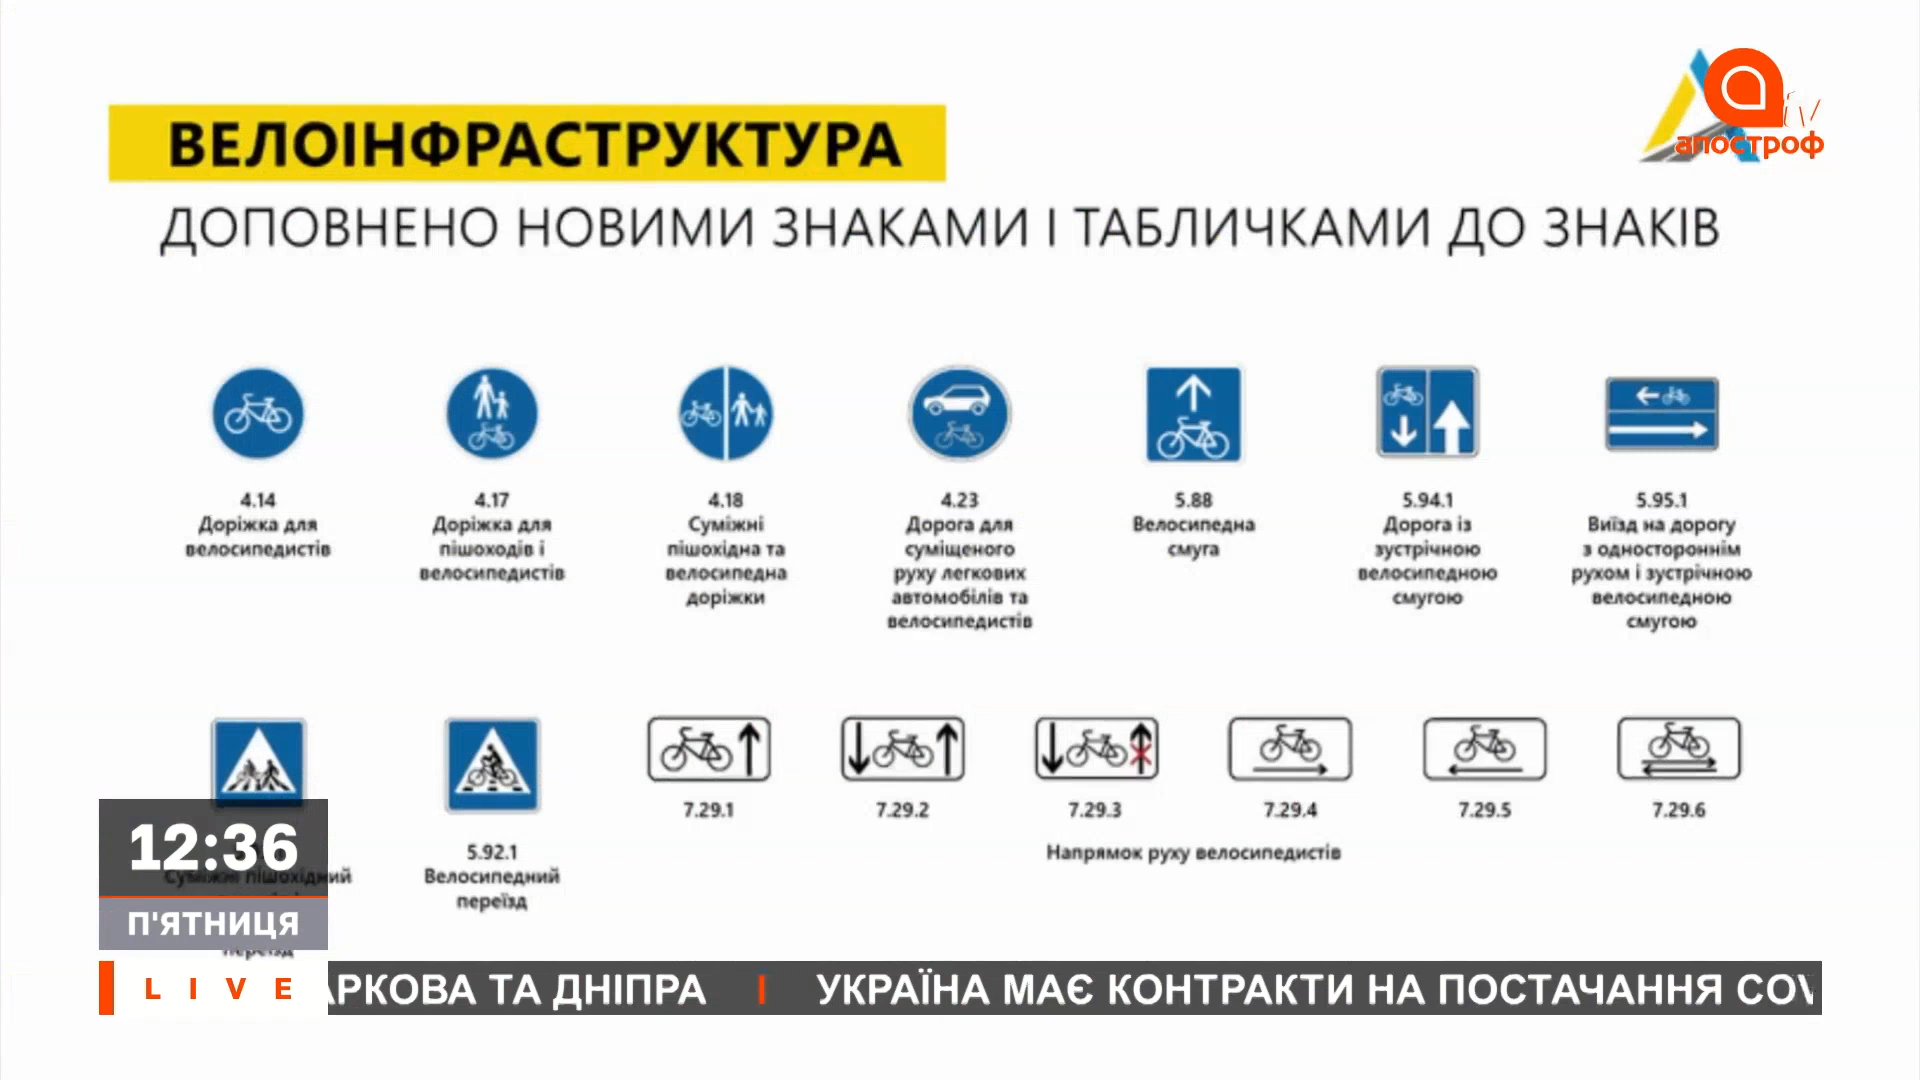 ВЕЛОІНФРАСТРУКТУРА
ДОПОВНЕНО НОВИМИ ЗНАКАМИ І ТАБЛИЧКАМИ ДО ЗНАКІВ
tv
апостроф
4.14
Доріжка для
велосипедистів
4.17
Доріжка для
пішоходів і
велосипедистів
4.18
Суміжні
пішохідна та
велосипедна
доріжки
4.23
Дорога для
суміщеного
руху легкових
автомобілів та
велосипедистів
5.88
Велосипедна
смуга
5.94.1
Дорога із
зустрічною
велосипедною
смугою
5.95.1
Виїзд на дорогу
з одностороннім
рухом і зустрічною
велосипедною
смугою
Суміжні пішохідний
переїзд
5.92.1
Велосипедний
переїзд
7.29.1
7.29.2
7.29.3
7.29.4
7.29.5
7.29.6
Напрямок руху велосипедистів
12:36
П'ЯТНИЦЯ
LIVE
АРКОВА ТА ДНІПРА | УКРАЇНА МАЄ КОНТРАКТИ НА ПОСТАЧАННЯ COV